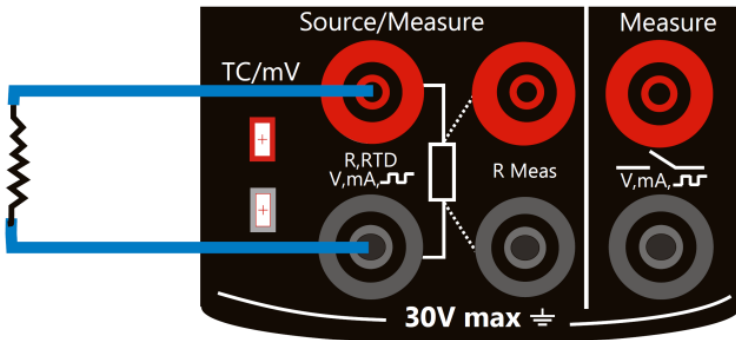 Source/Measure
Measure
TC/mV
R,RTD
V,mA,
R Meas
V,mA,
30V max